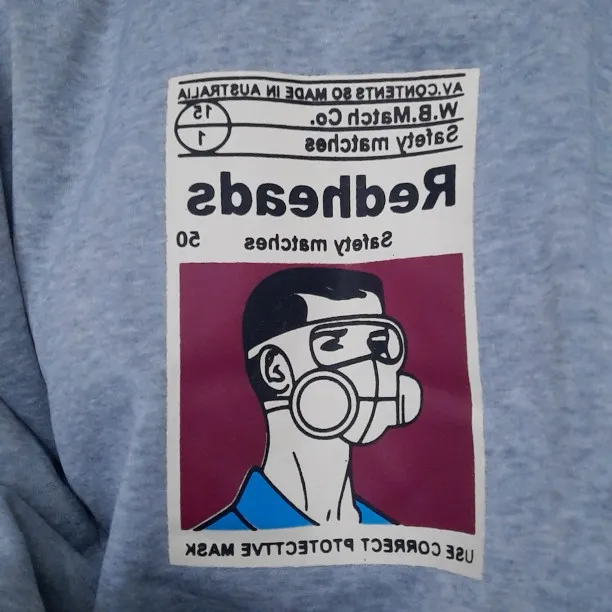 AV.CONTENTS 80 MADE IN AUSTRALIA
W.B.Match Co.
15
Safety matches
1
Redheads
Safety matches
50
USE CORRECT PTOTECTTVE MASK